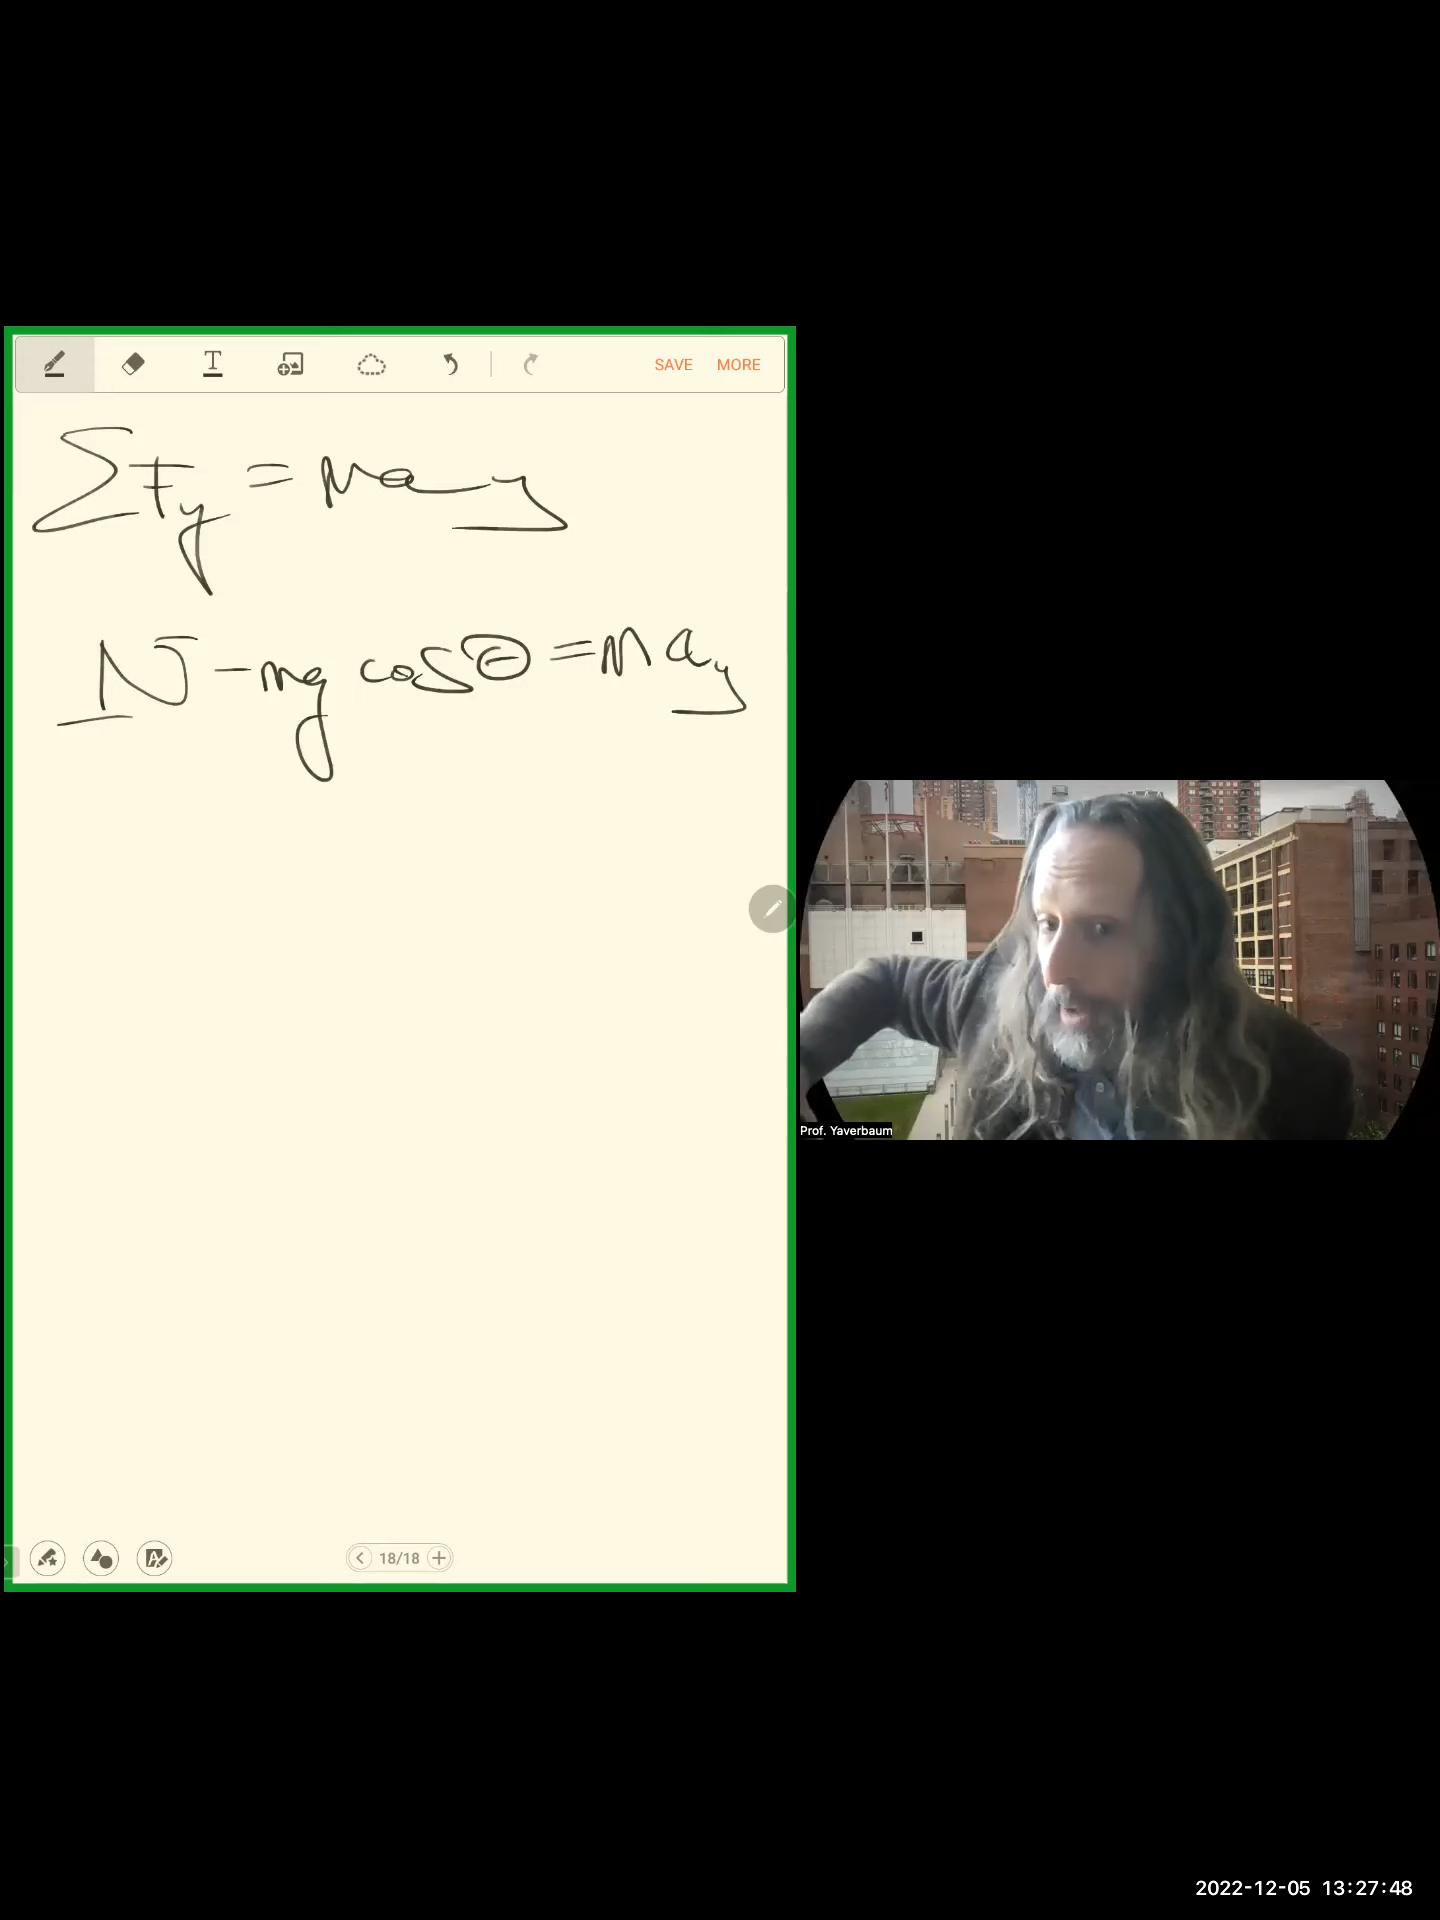 T SAVE MORE
ΣFy = may
N - mg cosΘ = may
Prof. Yaverbaum
18/18
2022-12-05 13:27:48